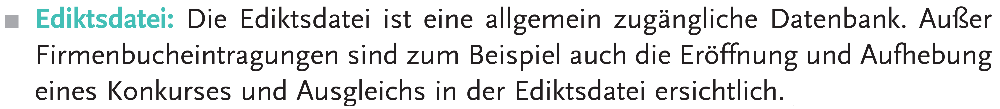 ■ Ediktsdatei: Die Ediktsdatei ist eine allgemein zugängliche Datenbank. Außer
Firmenbucheintragungen sind zum Beispiel auch die Eröffnung und Aufhebung
eines Konkurses und Ausgleichs in der Ediktsdatei ersichtlich.